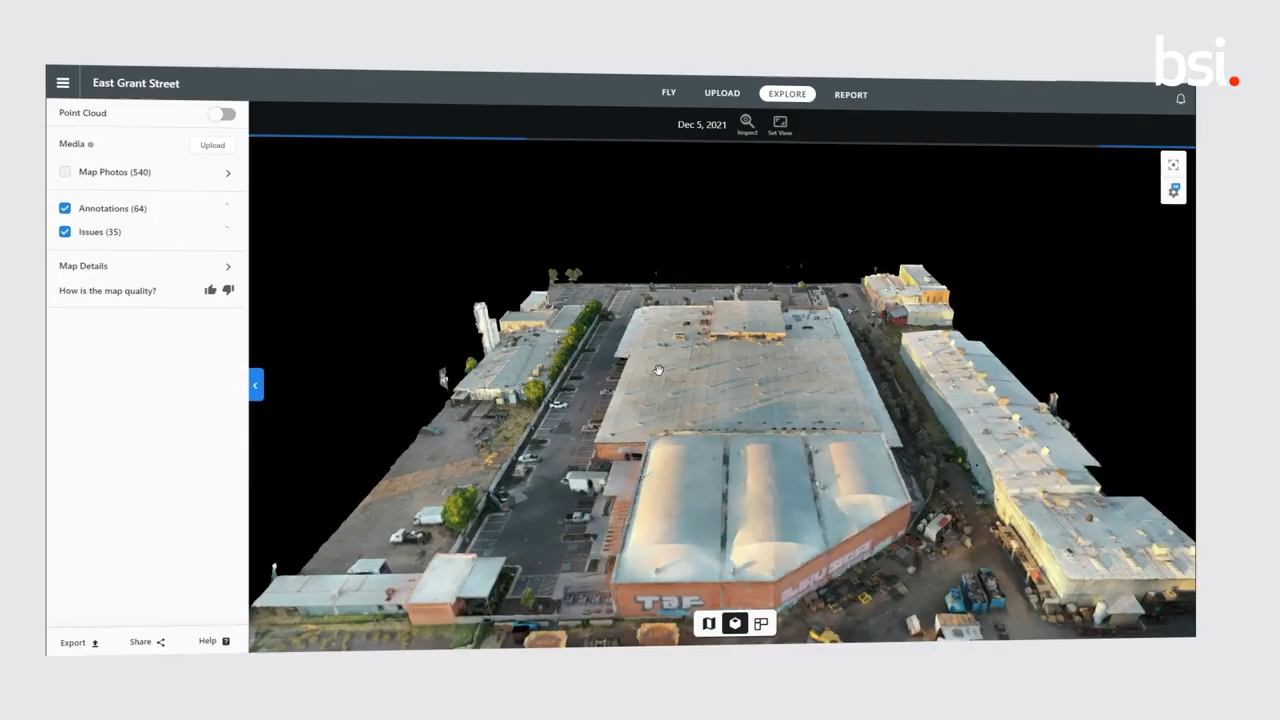 bsi.
East Grant Street
FLY
UPLOAD
EXPLORE
REPORT
Point Cloud
Dec 5, 2021
Inspect
Set View
Media
Upload
Map Photos (540)
Annotations (64)
Issues (35)
Map Details
How is the map quality?
Export
Share
Help